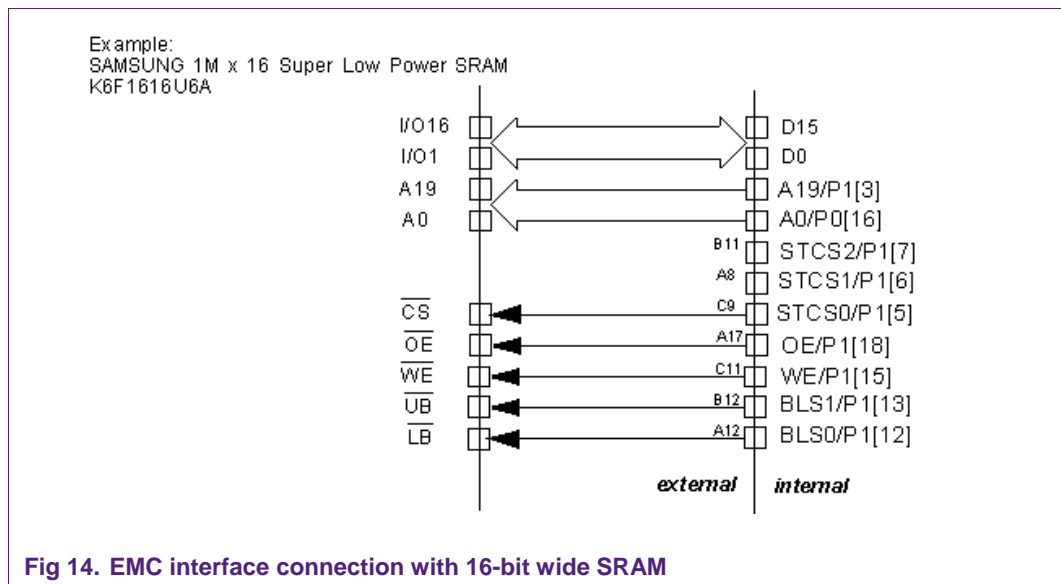 Example:
SAMSUNG 1M x 16 Super Low Power SRAM
K6F1616U6A
I/O16 D15
I/O1 D0
A19 A19/P1[3]
A0 A0/P0[16]
B11 STCS2/P1[7]
A8 STCS1/P1[6]
CS C9 STCS0/P1[5]
OE A17 OE/P1[18]
WE C11 WE/P1[15]
UB B12 BLS1/P1[13]
LB A12 BLS0/P1[12]
external internal
Fig 14. EMC interface connection with 16-bit wide SRAM